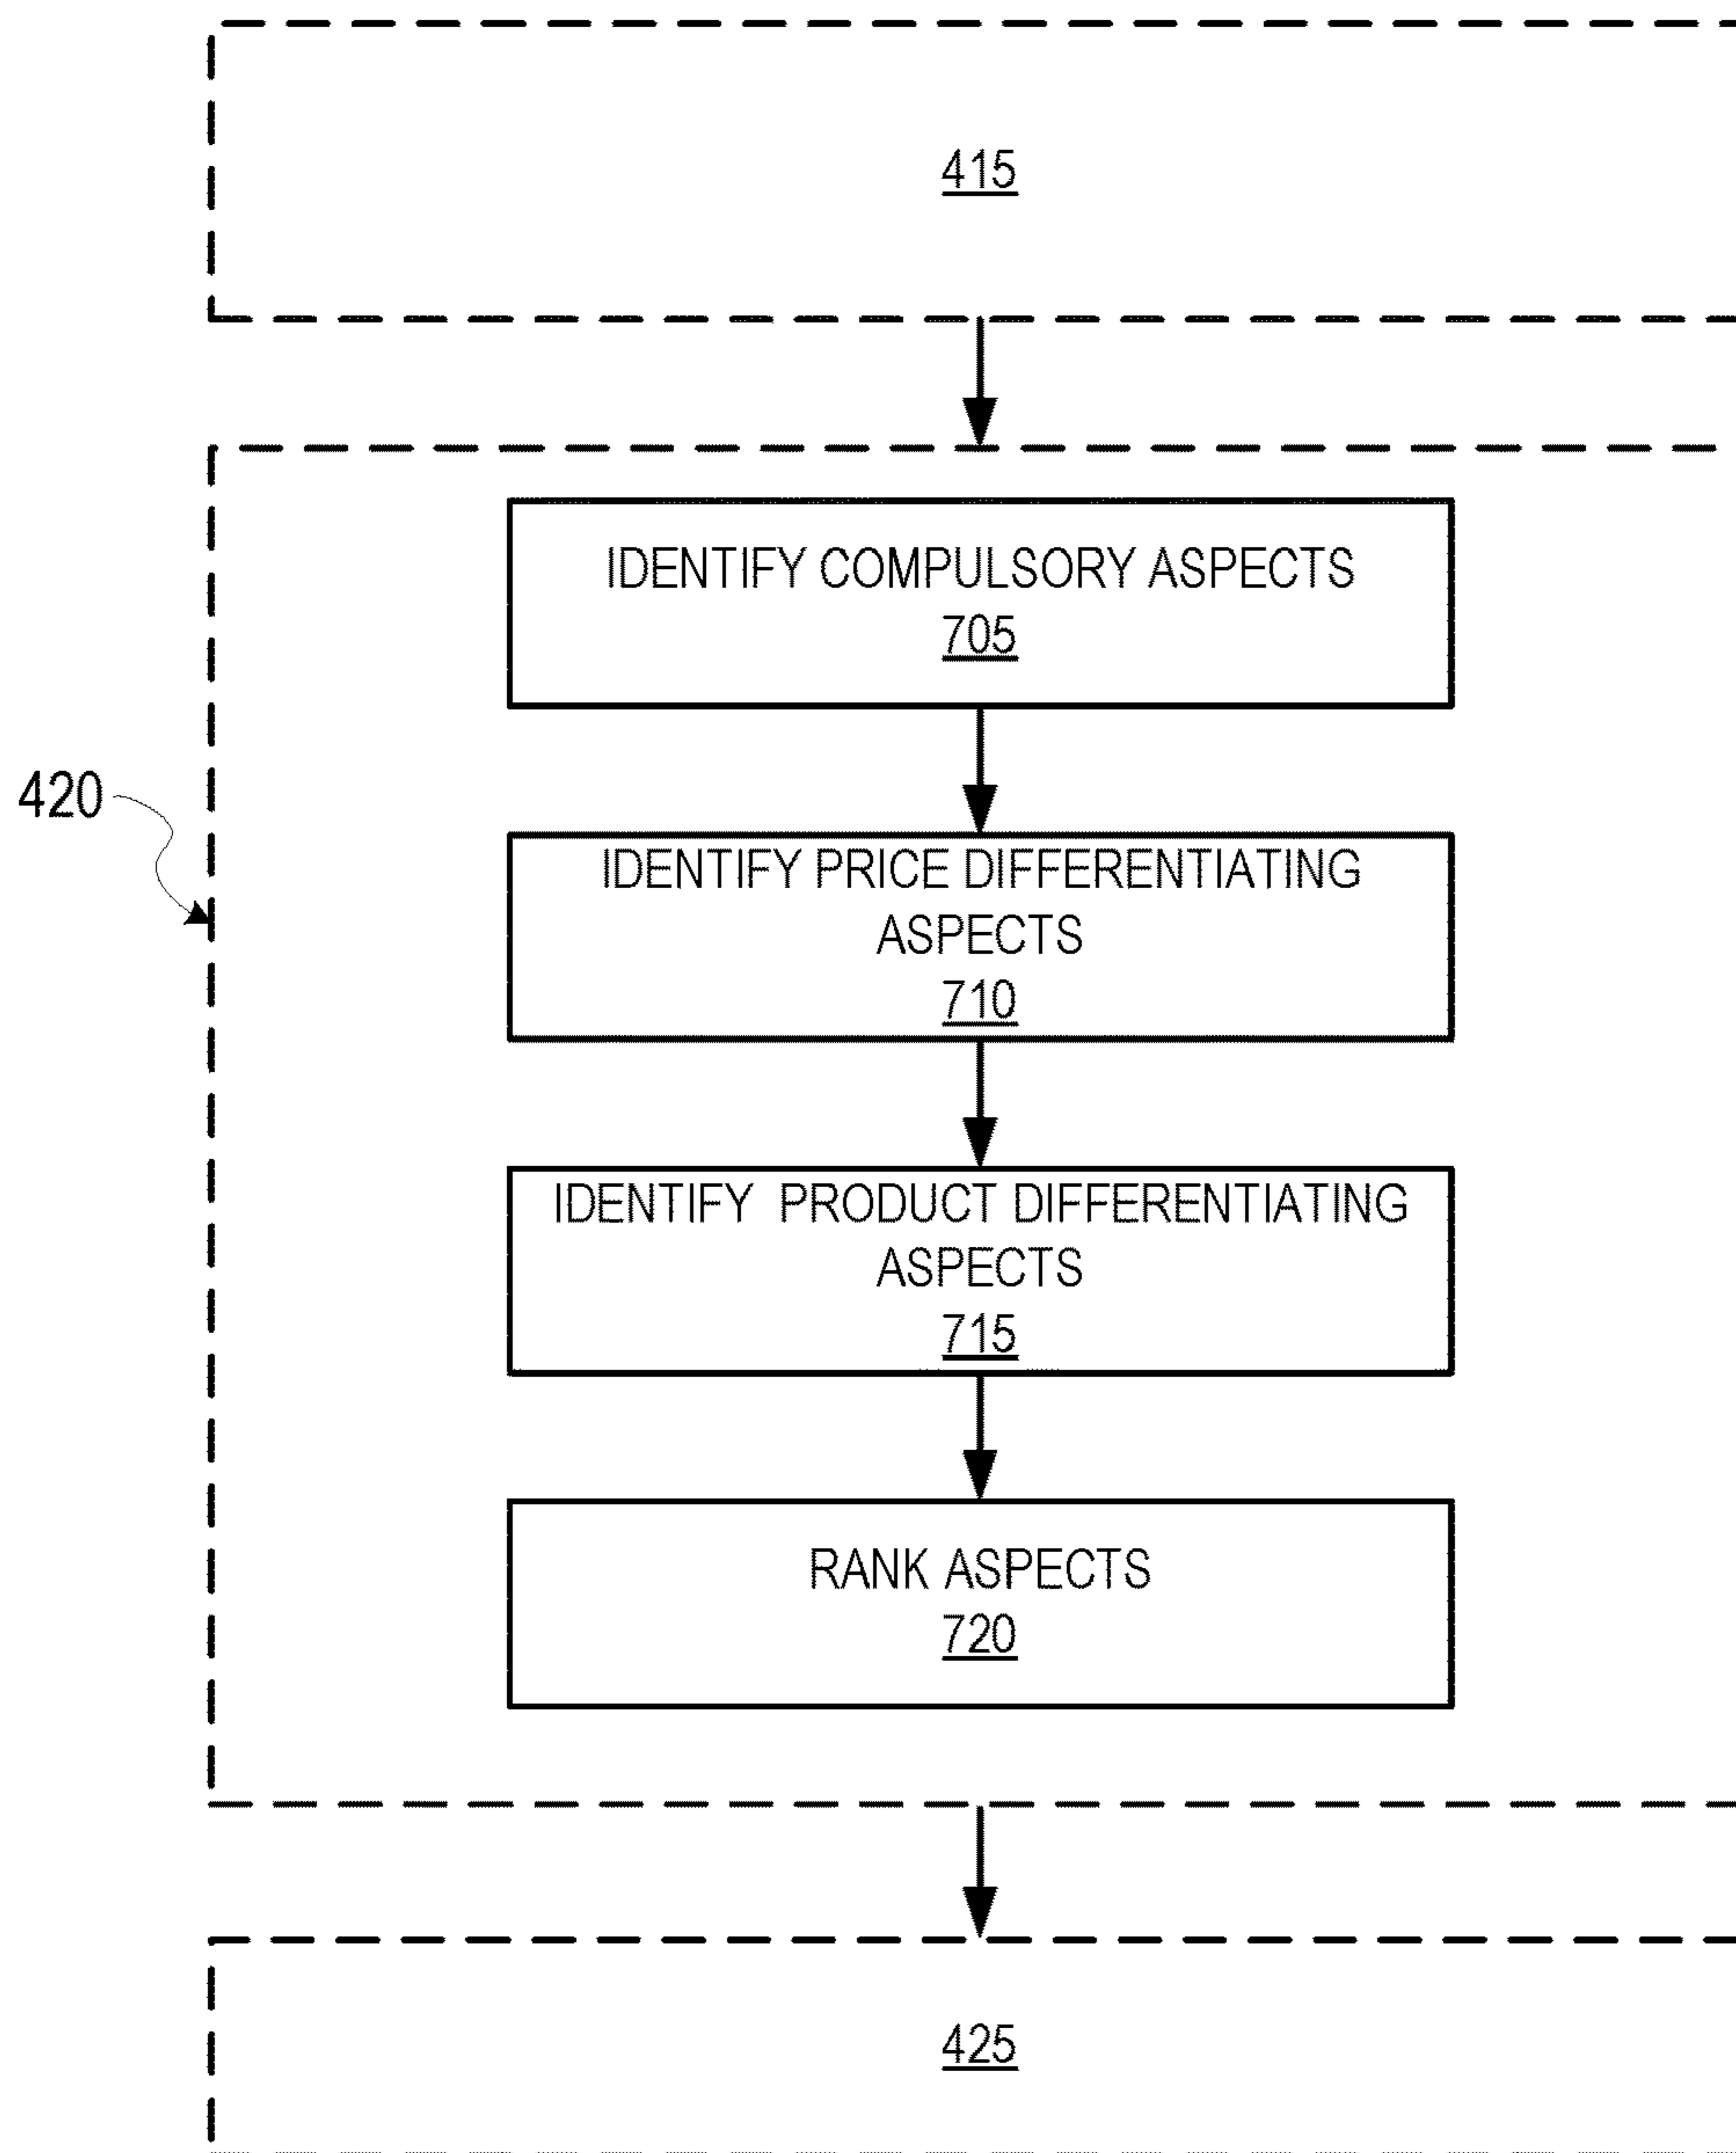 415
IDENTIFY COMPULSORY ASPECTS
705
420
IDENTIFY PRICE DIFFERENTIATING
ASPECTS
710
IDENTIFY PRODUCT DIFFERENTIATING
ASPECTS
715
RANK ASPECTS
720
425